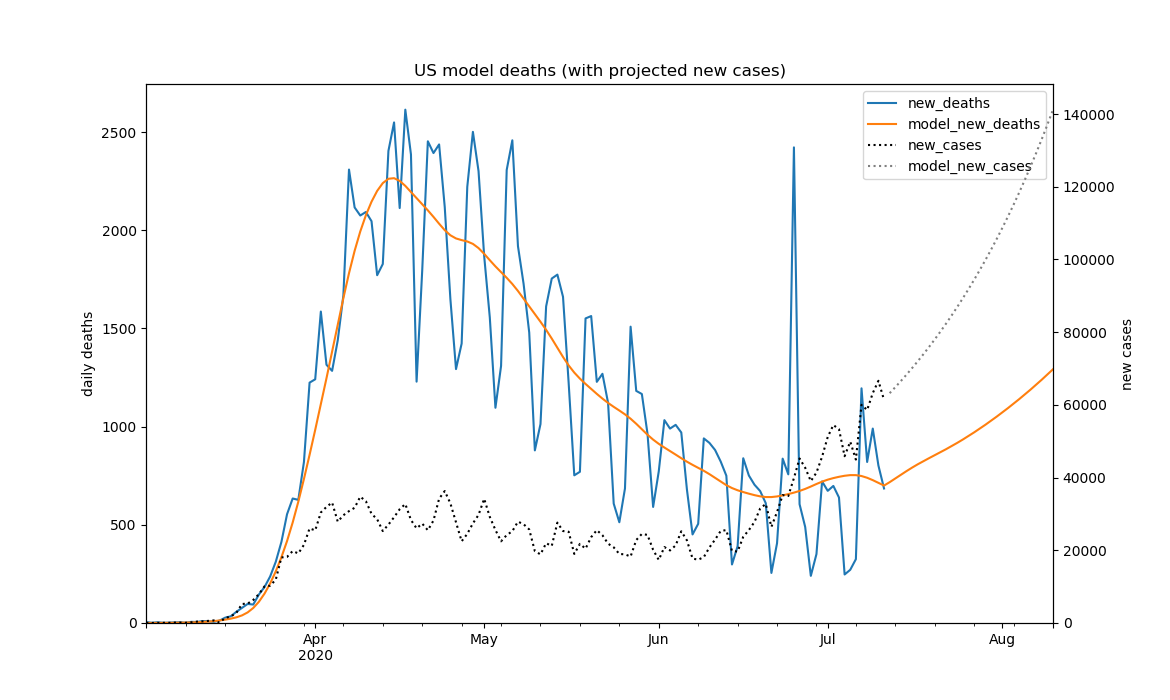 US model deaths (with projected new cases)
new_deaths
model_new_deaths
new_cases
model_new_cases
daily deaths
2500
2000
1500
1000
500
0
140000
120000
100000
80000
60000
40000
20000
0
new cases
Apr
2020
May
Jun
Jul
Aug